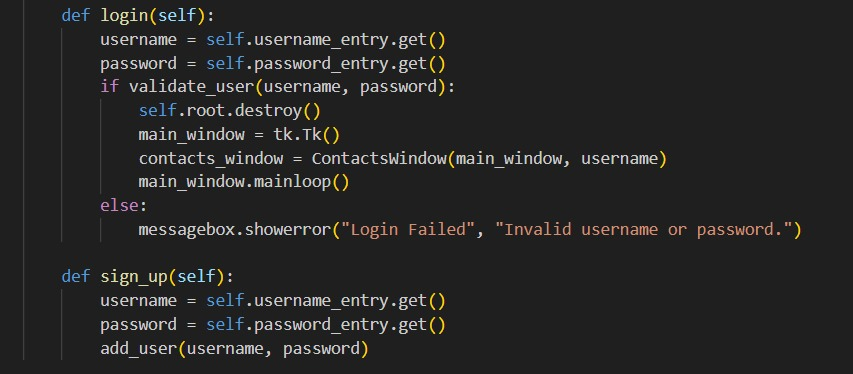 def login(self):
    username = self.username_entry.get()
    password = self.password_entry.get()
    if validate_user(username, password):
        self.root.destroy()
        main_window = tk.Tk()
        contacts_window = ContactsWindow(main_window, username)
        main_window.mainloop()
    else:
        messagebox.showerror("Login Failed", "Invalid username or password.")

def sign_up(self):
    username = self.username_entry.get()
    password = self.password_entry.get()
    add_user(username, password)